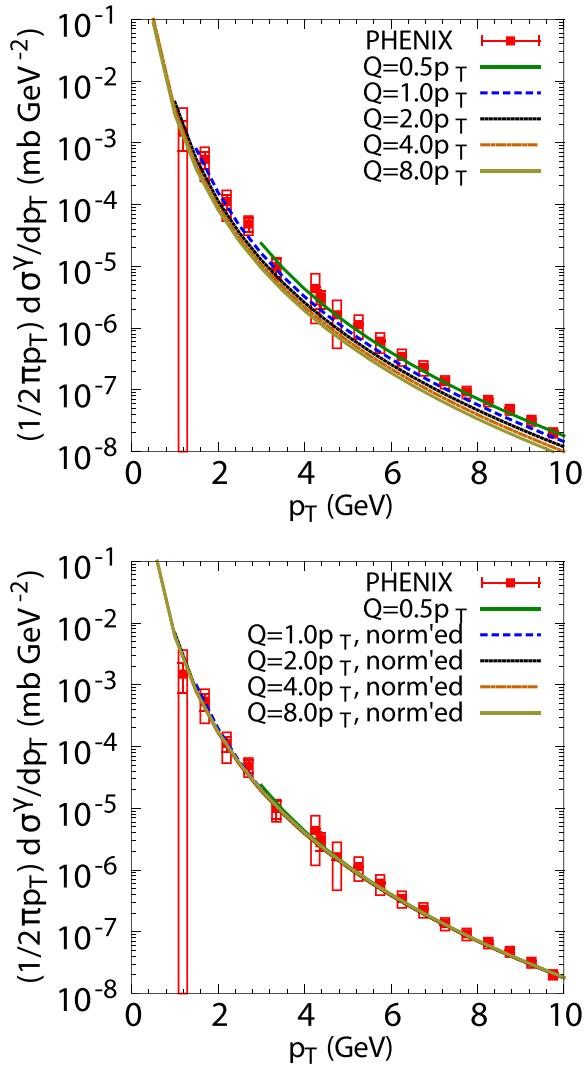 (1/2πp_T) d σ^γ/dp_T (mb GeV^-2)
10^-1
10^-2
10^-3
10^-4
10^-5
10^-6
10^-7
10^-8
PHENIX
Q=0.5p_T
Q=1.0p_T
Q=2.0p_T
Q=4.0p_T
Q=8.0p_T
0 2 4 6 8 10
p_T (GeV)
(1/2πp_T) d σ^γ/dp_T (mb GeV^-2)
10^-1
10^-2
10^-3
10^-4
10^-5
10^-6
10^-7
10^-8
PHENIX
Q=0.5p_T
Q=1.0p_T, norm'ed
Q=2.0p_T, norm'ed
Q=4.0p_T, norm'ed
Q=8.0p_T, norm'ed
0 2 4 6 8 10
p_T (GeV)